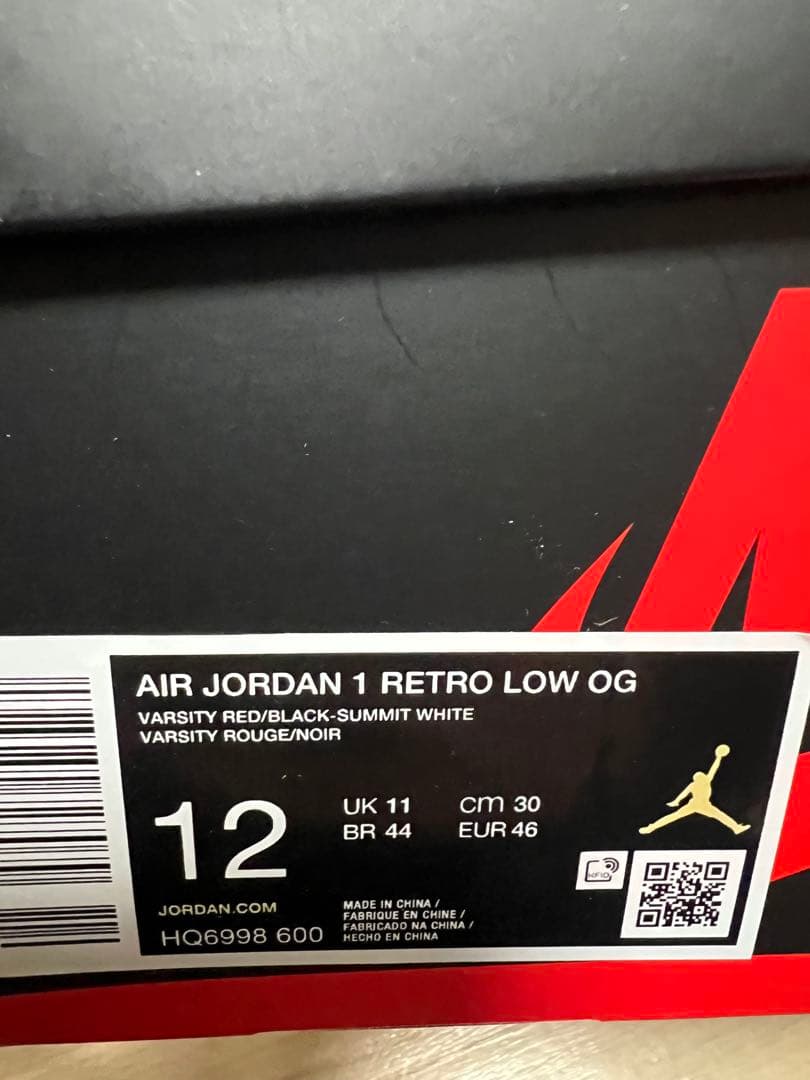 AIR JORDAN 1 RETRO LOW OG
VARSITY RED/BLACK-SUMMIT WHITE
VARSITY ROUGE/NOIR
12
UK 11 cm 30
BR 44 EUR 46
JORDAN.COM
HQ6998 600
MADE IN CHINA /
FABRIQUE EN CHINE /
FABRICADO NA CHINA /
HECHO EN CHINA
RFID